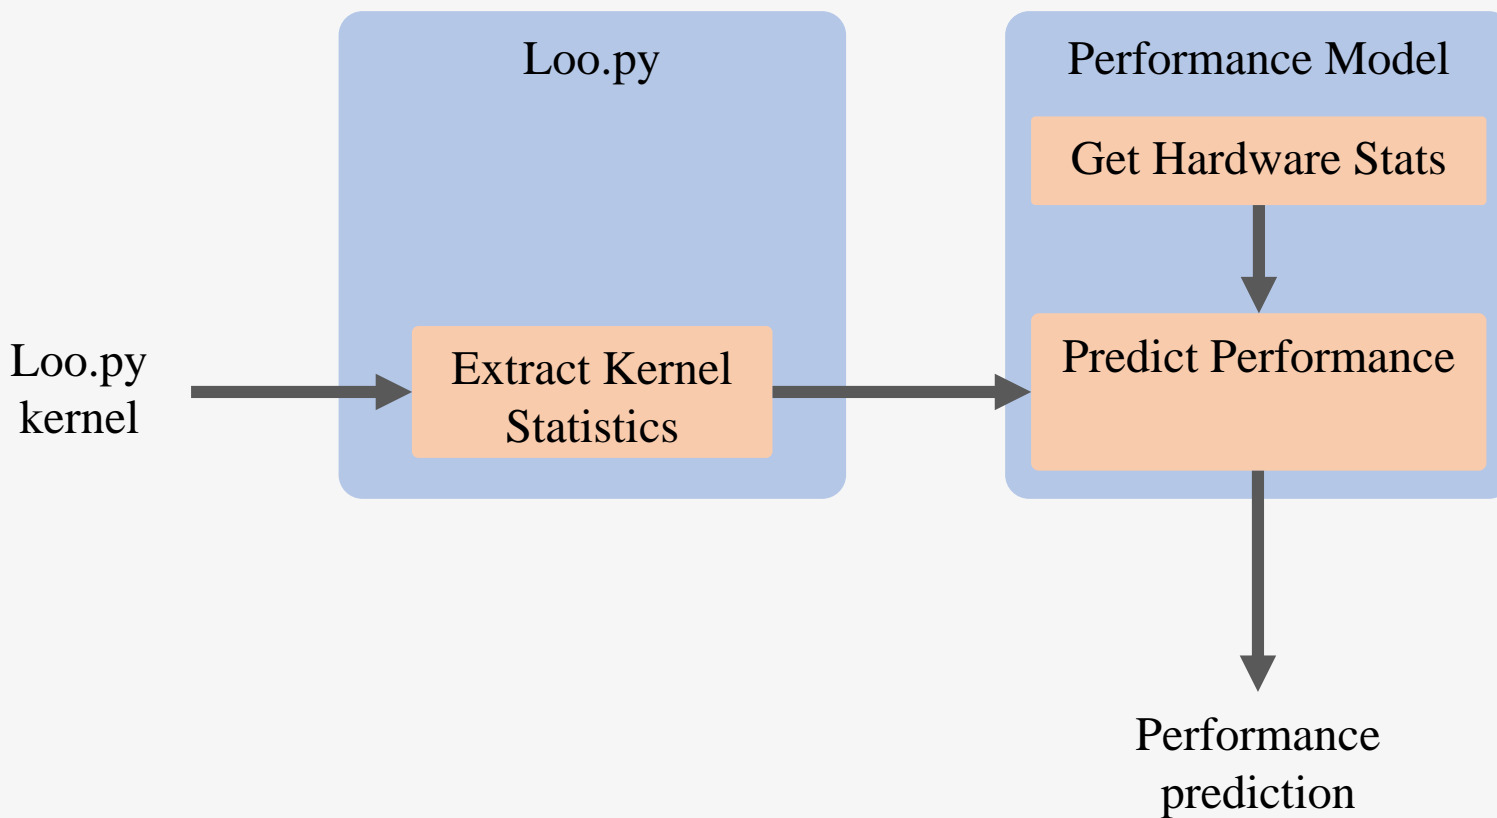 Loo.py
Performance Model
Get Hardware Stats
Loo.py
kernel
Extract Kernel
Statistics
Predict Performance
Performance
prediction